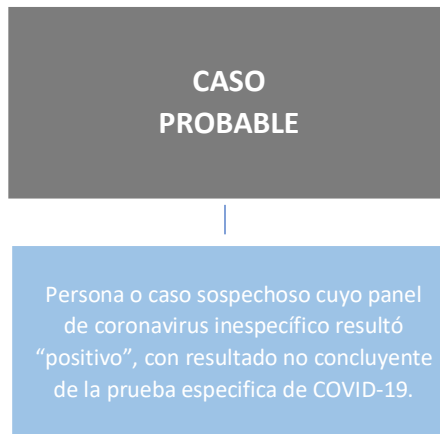 CASO
PROBABLE
Persona o caso sospechoso cuyo panel
de coronavirus inespecífico resultó
“positivo”, con resultado no concluyente
de la prueba especifica de COVID-19.